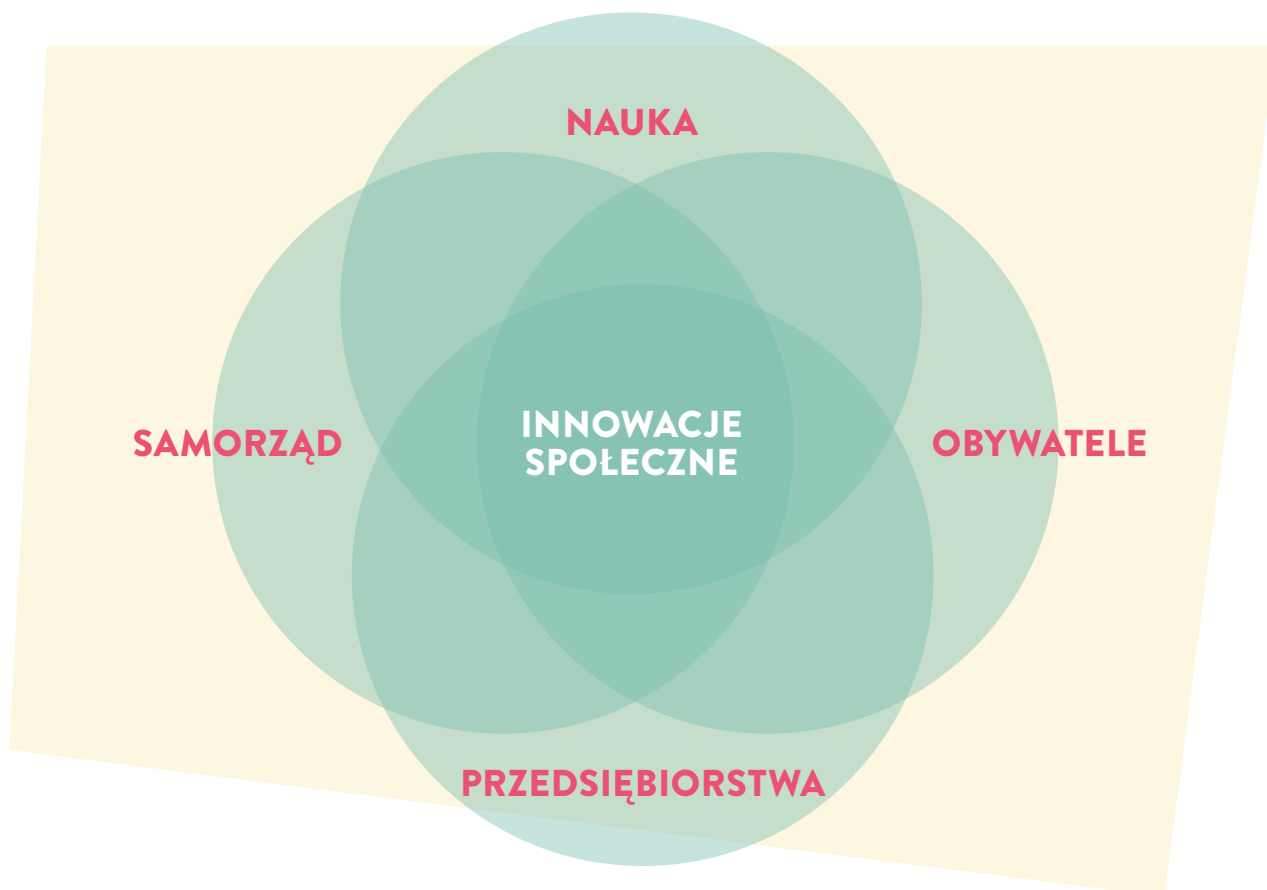 NAUKA
SAMORZĄD
INNOWACJE
SPOŁECZNE
OBYWATELE
PRZEDSIĘBIORSTWA